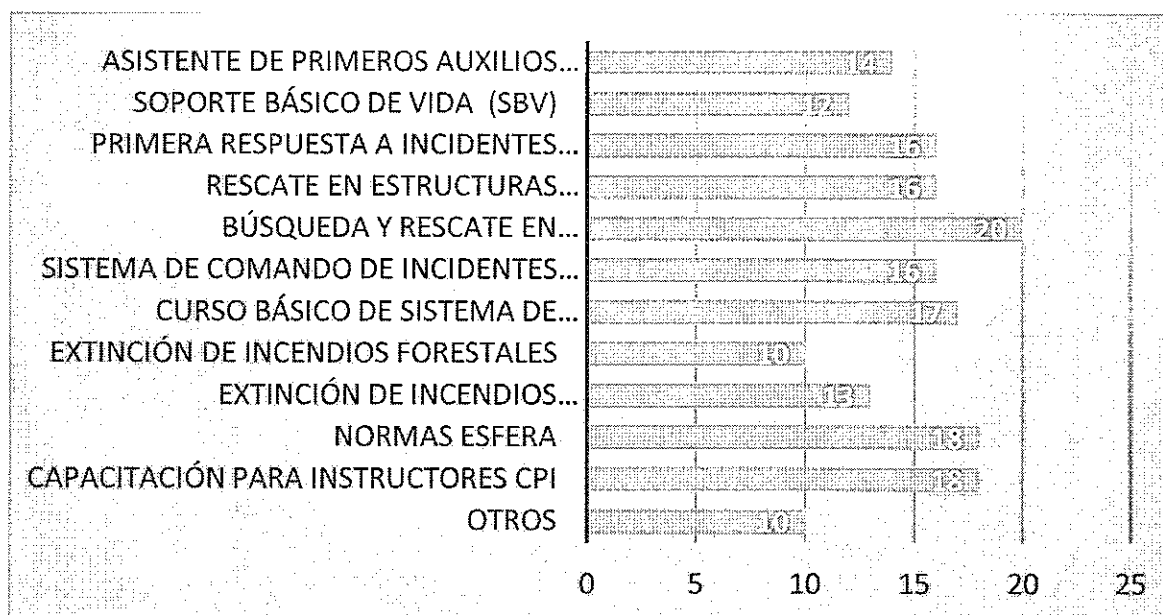 ASISTENTE DE PRIMEROS AUXILIOS... 14
SOPORTE BÁSICO DE VIDA (SBV) 12
PRIMERA RESPUESTA A INCIDENTES... 16
RESCATE EN ESTRUCTURAS... 16
BÚSQUEDA Y RESCATE EN... 20
SISTEMA DE COMANDO DE INCIDENTES... 16
CURSO BÁSICO DE SISTEMA DE... 17
EXTINCIÓN DE INCENDIOS FORESTALES 10
EXTINCIÓN DE INCENDIOS... 13
NORMAS ESFERA 18
CAPACITACIÓN PARA INSTRUCTORES CPI 18
OTROS 10
0 5 10 15 20 25